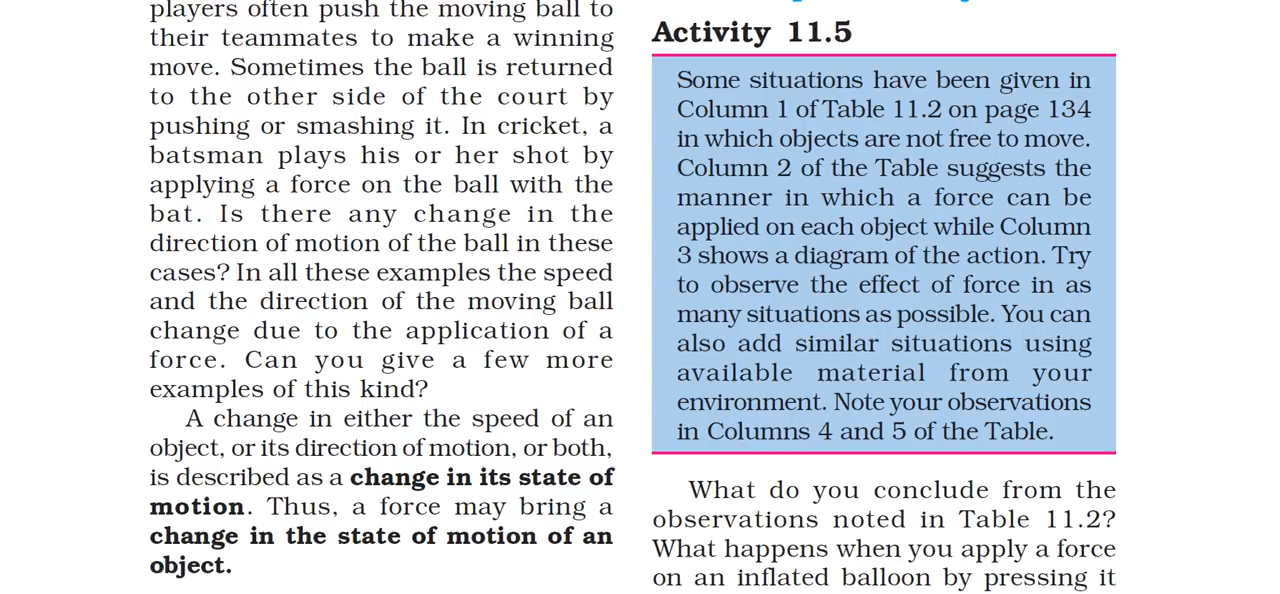 players often push the moving ball to
their teammates to make a winning
move. Sometimes the ball is returned
to the other side of the court by
pushing or smashing it. In cricket, a
batsman plays his or her shot by
applying a force on the ball with the
bat. Is there any change in the
direction of motion of the ball in these
cases? In all these examples the speed
and the direction of the moving ball
change due to the application of a
force. Can you give a few more
examples of this kind?
A change in either the speed of an
object, or its direction of motion, or both,
is described as a change in its state of
motion. Thus, a force may bring a
change in the state of motion of an
object.
Activity 11.5
Some situations have been given in
Column 1 of Table 11.2 on page 134
in which objects are not free to move.
Column 2 of the Table suggests the
manner in which a force can be
applied on each object while Column
3 shows a diagram of the action. Try
to observe the effect of force in as
many situations as possible. You can
also add similar situations using
available material from your
environment. Note your observations
in Columns 4 and 5 of the Table.
What do you conclude from the
observations noted in Table 11.2?
What happens when you apply a force
on an inflated balloon by pressing it